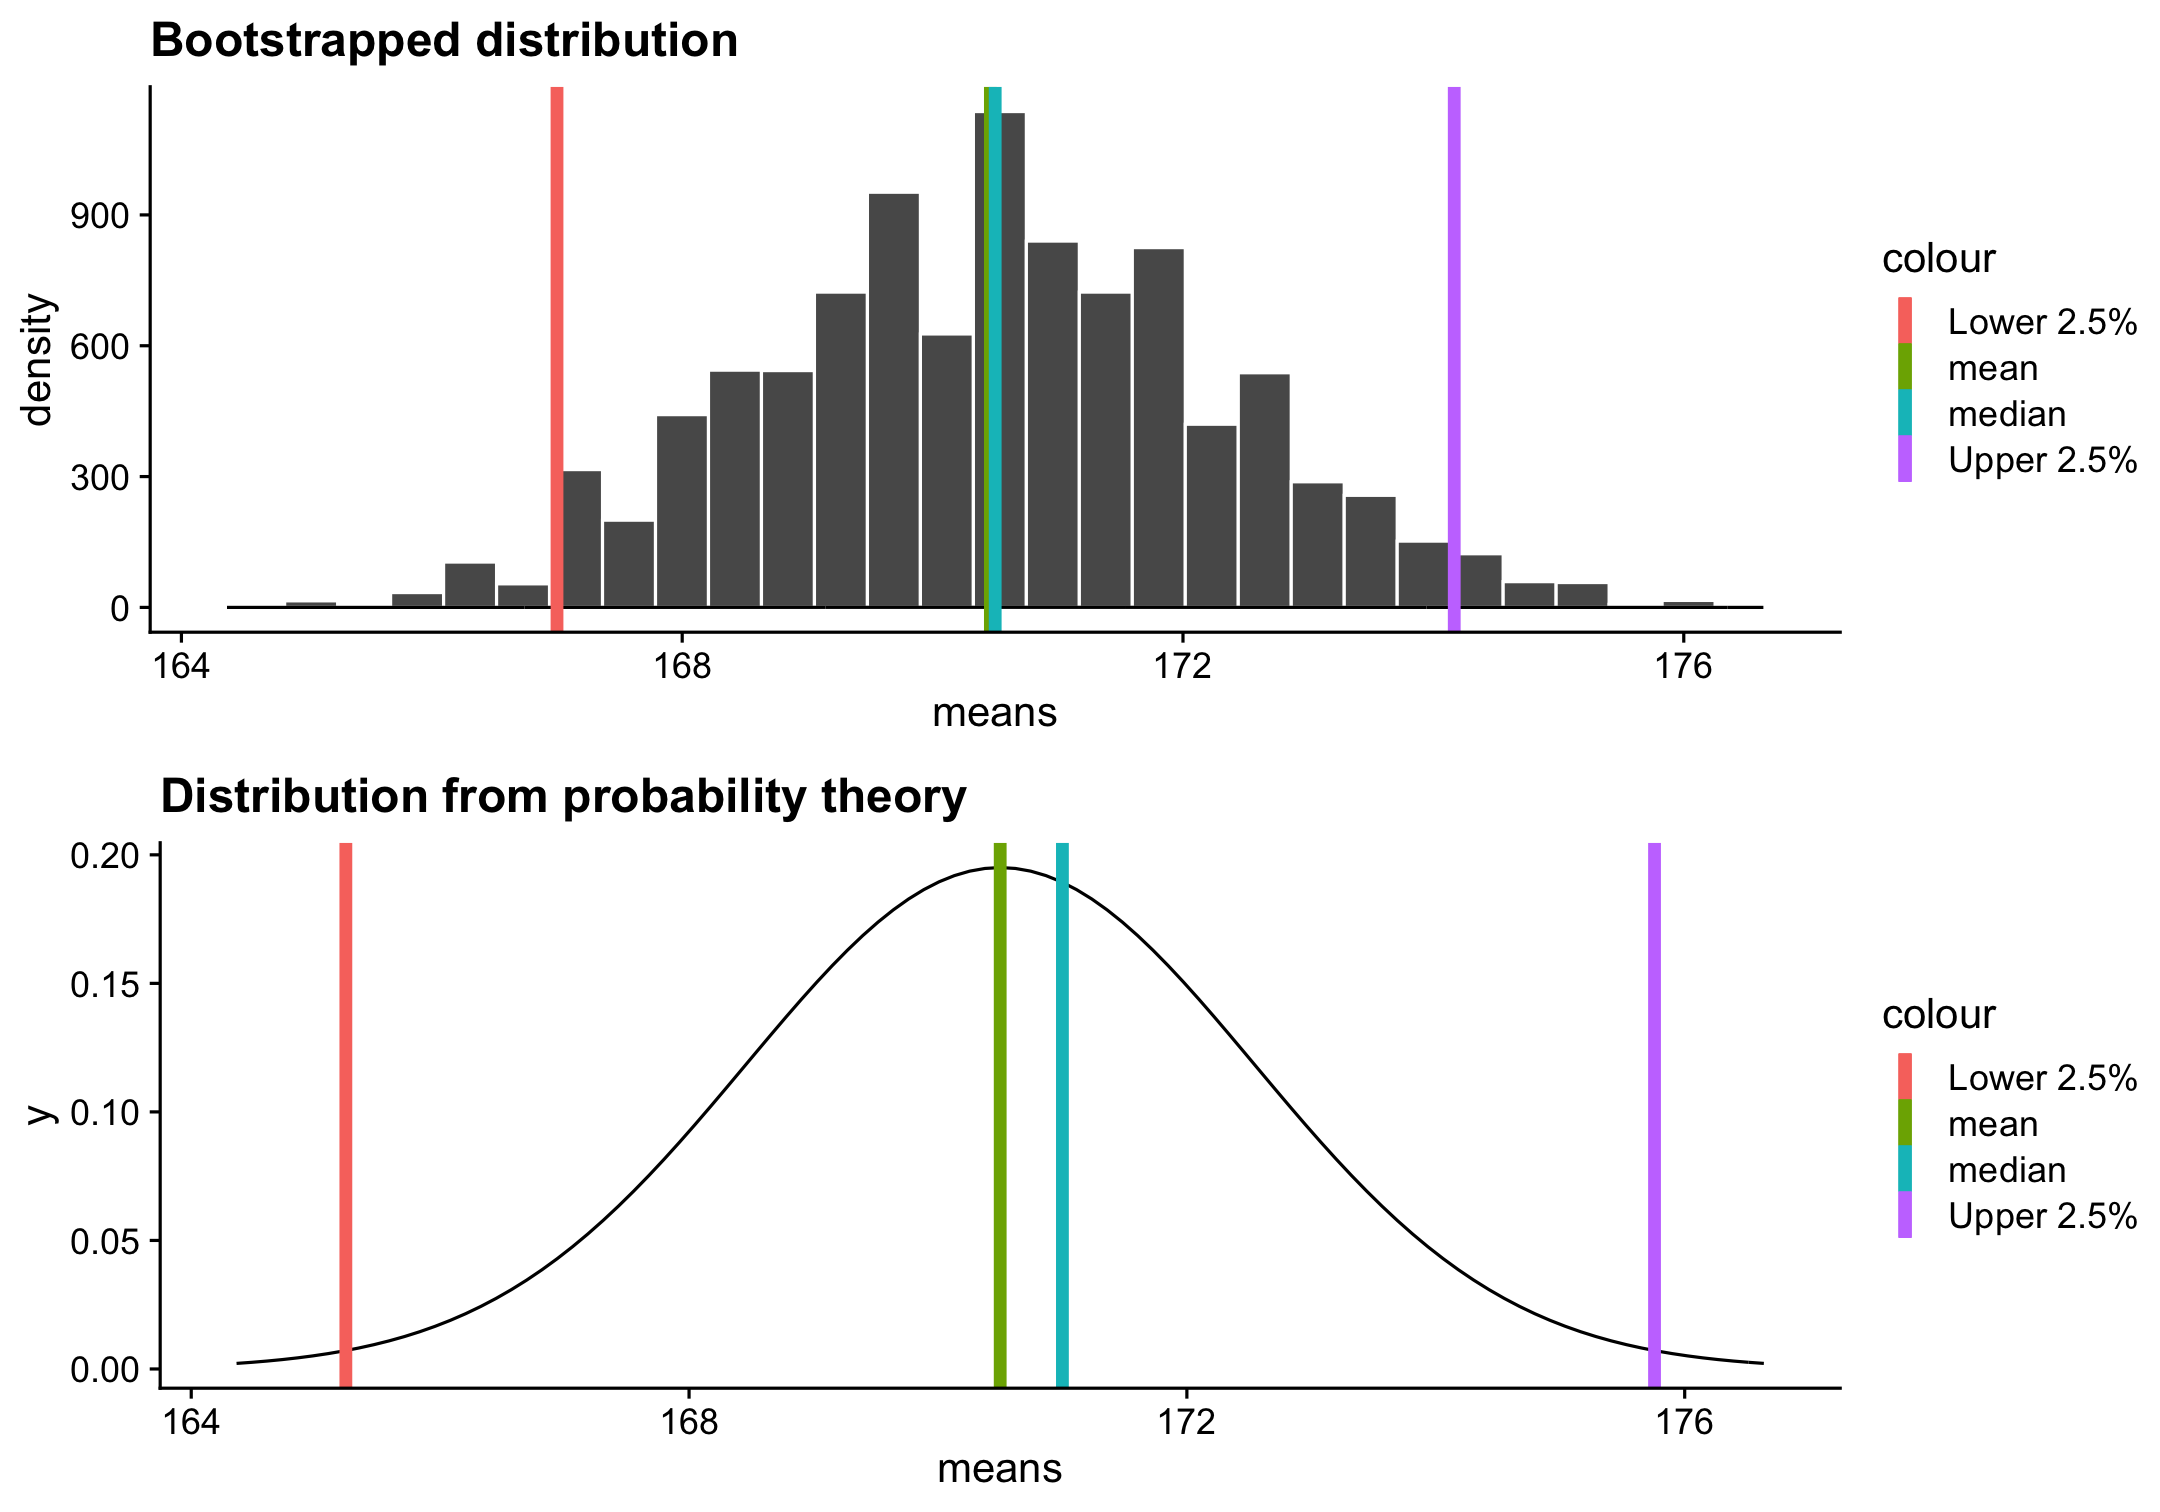 Bootstrapped distribution
density
900
600
300
0
164 168 172 176
means
colour
Lower 2.5%
mean
median
Upper 2.5%
Distribution from probability theory
y
0.20
0.15
0.10
0.05
0.00
164 168 172 176
means
colour
Lower 2.5%
mean
median
Upper 2.5%